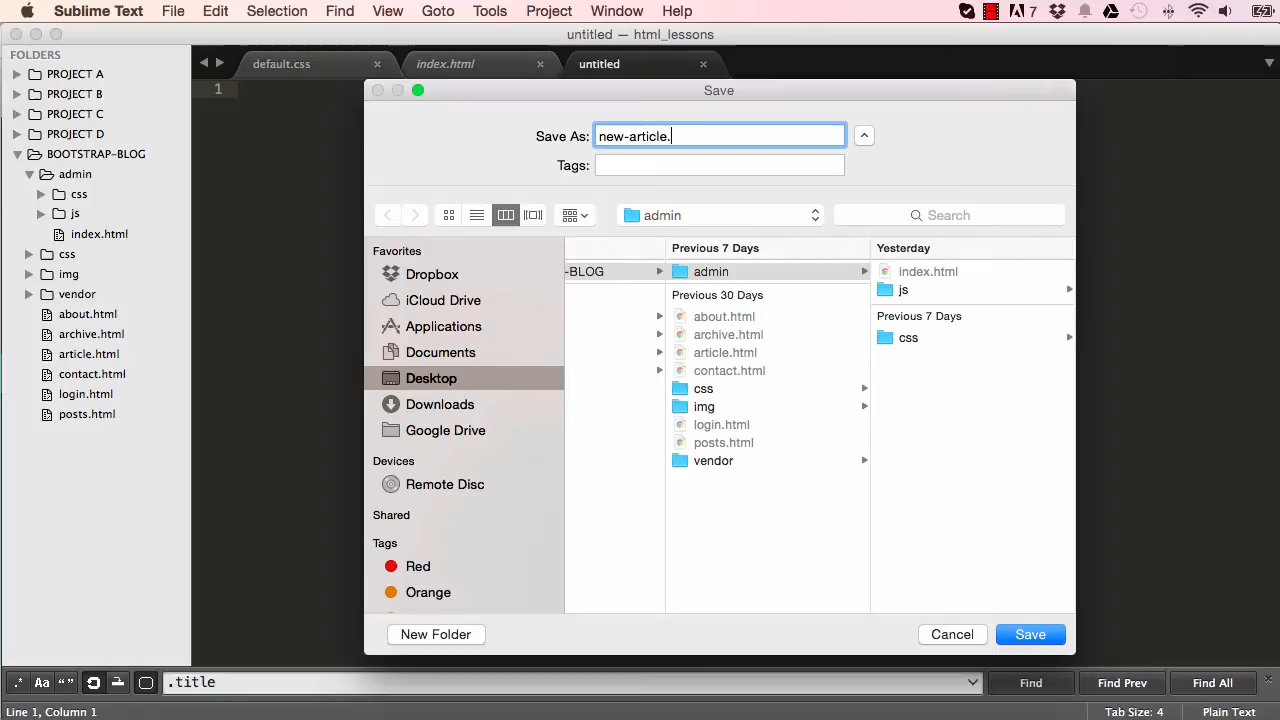 Sublime Text File Edit Selection Find View Goto Tools Project Window Help 7
untitled — html_lessons
FOLDERS
PROJECT A
PROJECT B
PROJECT C
PROJECT D
BOOTSTRAP-BLOG
admin
css
js
index.html
css
img
vendor
about.html
archive.html
article.html
contact.html
login.html
posts.html
default.css × index.html × untitled ×
1
Save
Save As: new-article.
Tags:
admin
Search
Favorites
Dropbox
iCloud Drive
Applications
Documents
Desktop
Downloads
Google Drive
Devices
Remote Disc
Shared
Tags
Red
Orange
-BLOG
Previous 7 Days
admin
Previous 30 Days
about.html
archive.html
article.html
contact.html
css
img
login.html
posts.html
vendor
Yesterday
index.html
js
Previous 7 Days
css
New Folder Cancel Save
.* Aa “ ” .title Find Find Prev Find All ×
Line 1, Column 1 Tab Size: 4 Plain Text